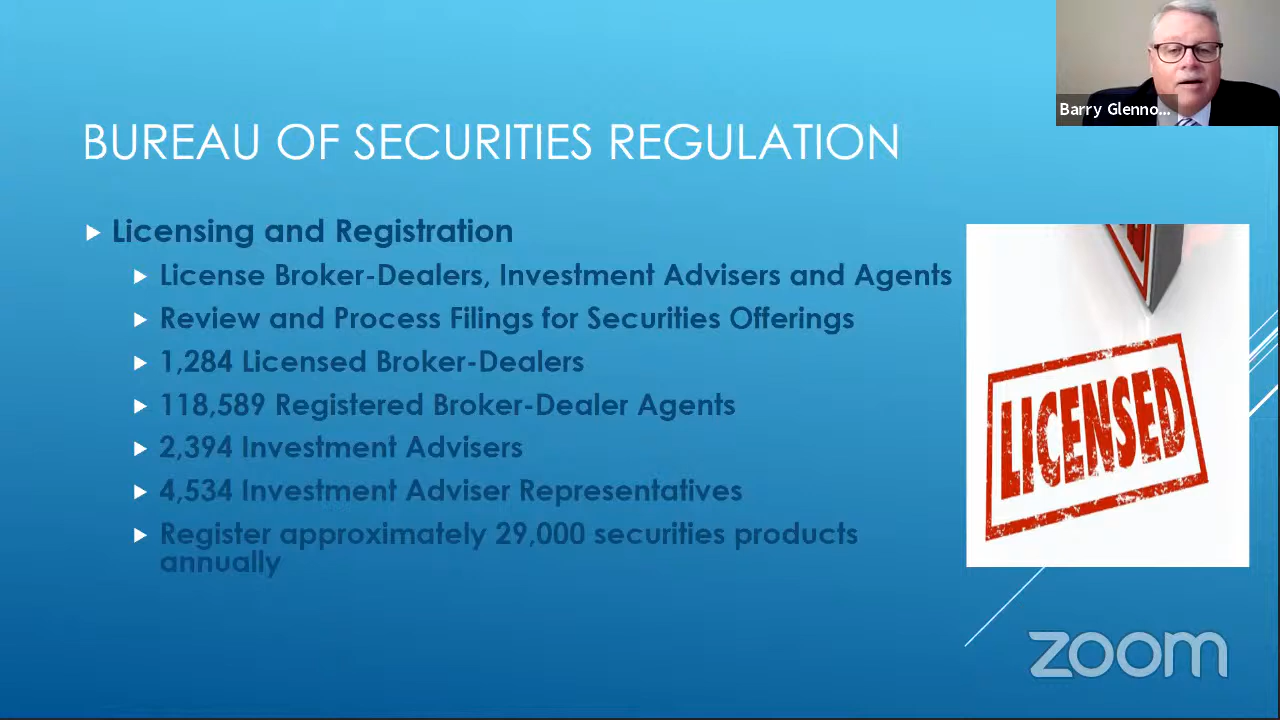 Barry Glenno...
BUREAU OF SECURITIES REGULATION
Licensing and Registration
License Broker-Dealers, Investment Advisers and Agents
Review and Process Filings for Securities Offerings
1,284 Licensed Broker-Dealers
118,589 Registered Broker-Dealer Agents
2,394 Investment Advisers
4,534 Investment Adviser Representatives
Register approximately 29,000 securities products
annually
LICENSED
zoom